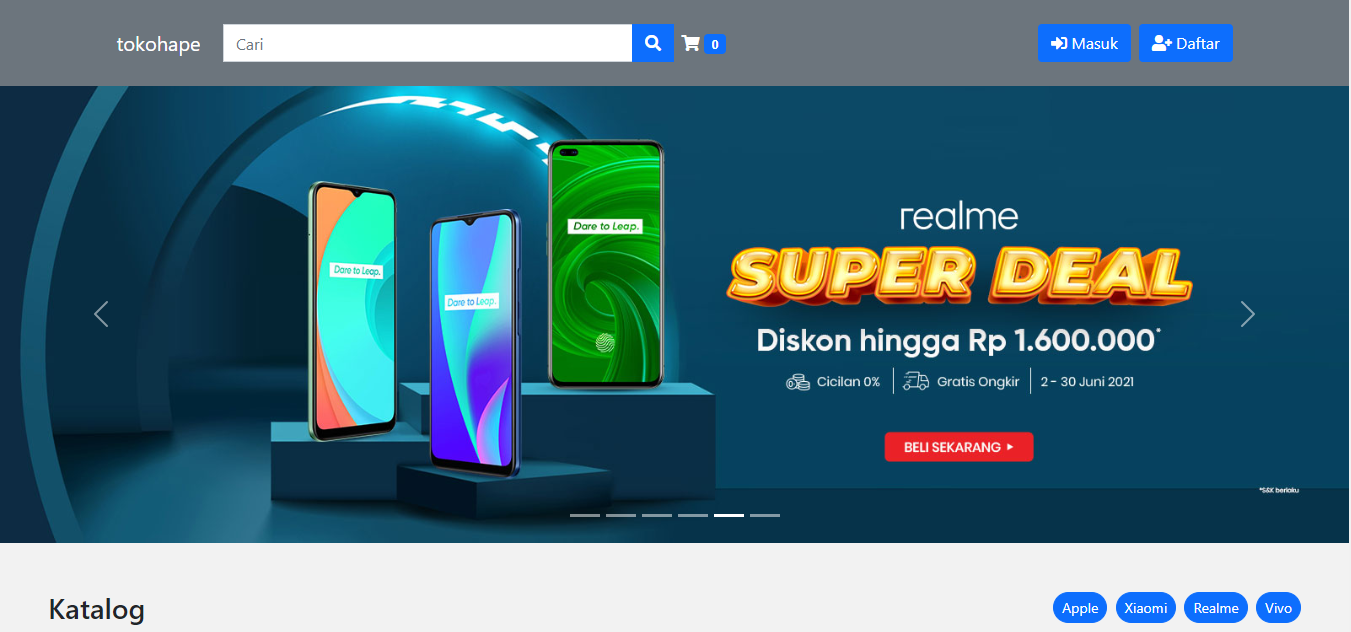 tokohape
Cari
0
Masuk
Daftar
realme
SUPER DEAL
Diskon hingga Rp 1.600.000*
Cicilan 0%
Gratis Ongkir
2 - 30 Juni 2021
BELI SEKARANG
*S&K berlaku
Dare to Leap.
Dare to Leap.
Dare to Leap.
Katalog
Apple
Xiaomi
Realme
Vivo